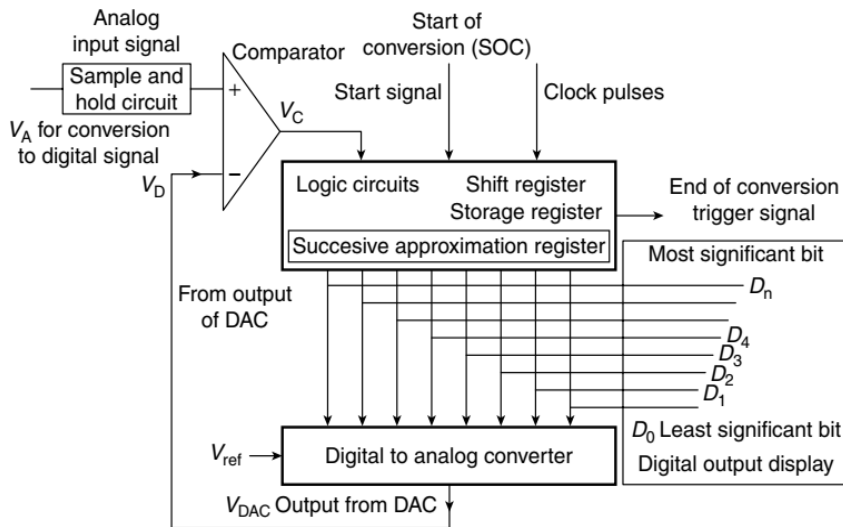 Analog
input signal
Sample and
hold circuit
V_A for conversion
to digital signal
Comparator
+
−
V_C
V_D
Start of
conversion (SOC)
Start signal
Clock pulses
Logic circuits
Shift register
Storage register
Succesive approximation register
End of conversion
trigger signal
From output
of DAC
Most significant bit
D_n
D_4
D_3
D_2
D_1
D_0 Least significant bit
Digital output display
V_ref
Digital to analog converter
V_DAC Output from DAC